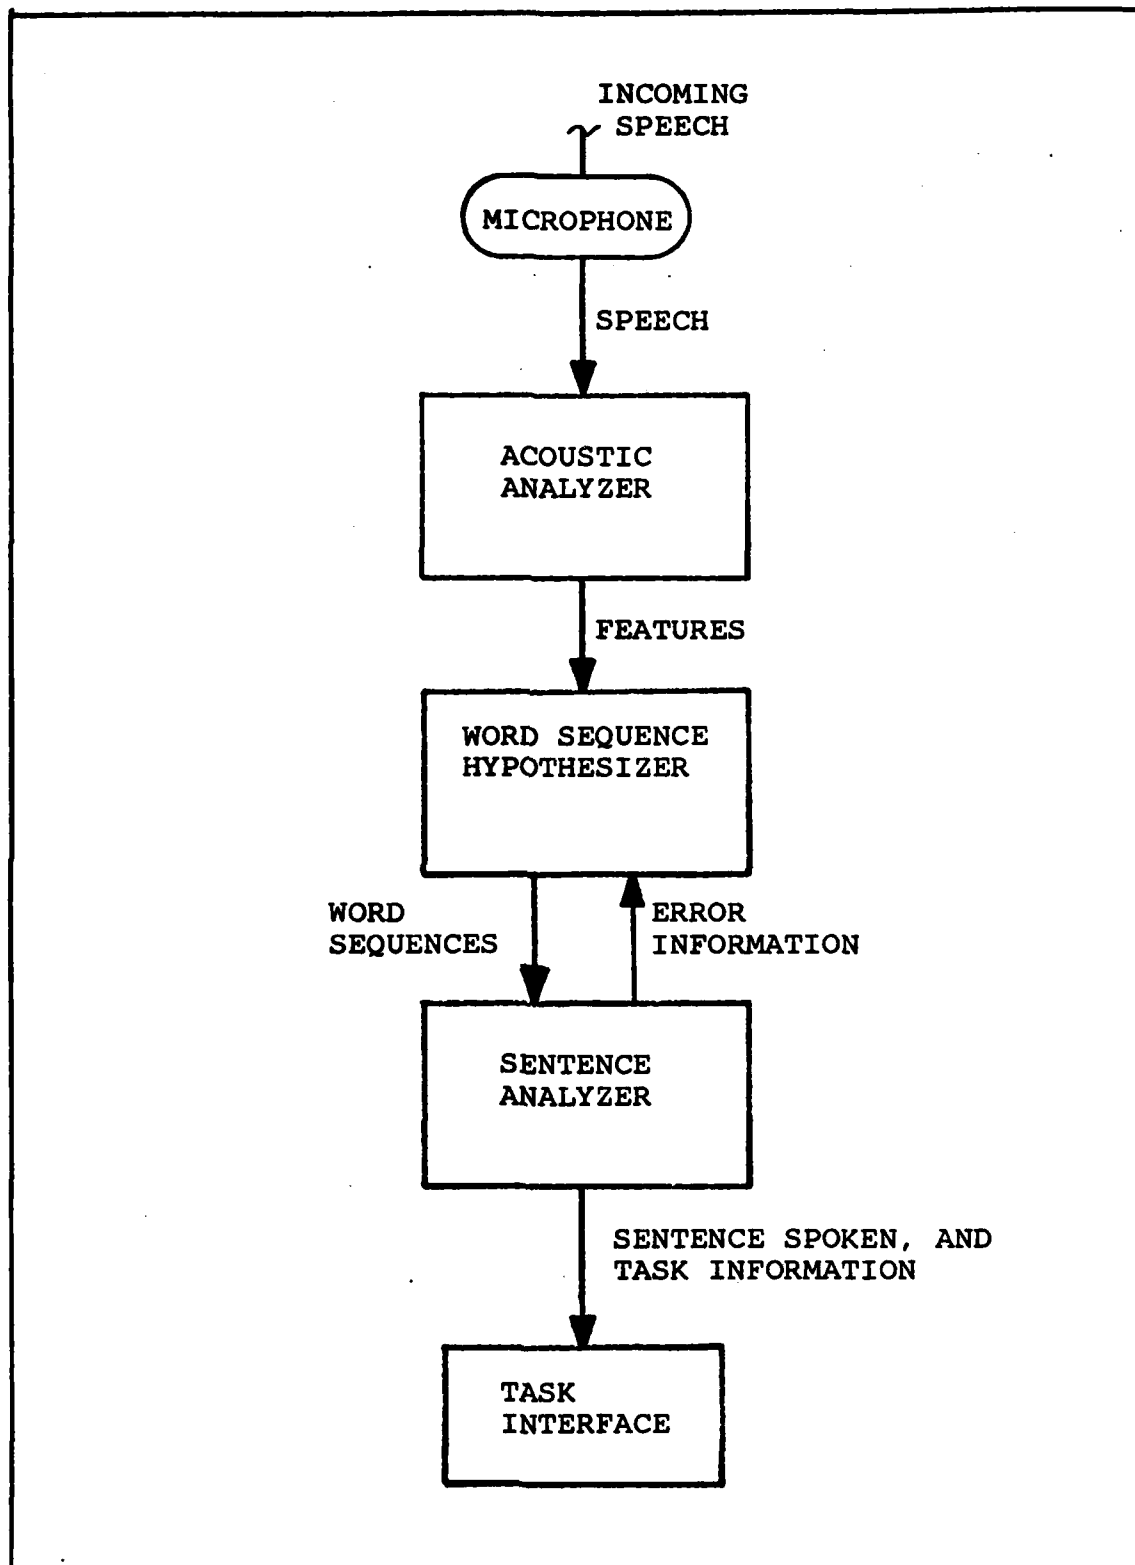 INCOMING
SPEECH
MICROPHONE
SPEECH
ACOUSTIC
ANALYZER
FEATURES
WORD SEQUENCE
HYPOTHESIZER
WORD
SEQUENCES
ERROR
INFORMATION
SENTENCE
ANALYZER
SENTENCE SPOKEN, AND
TASK INFORMATION
TASK
INTERFACE